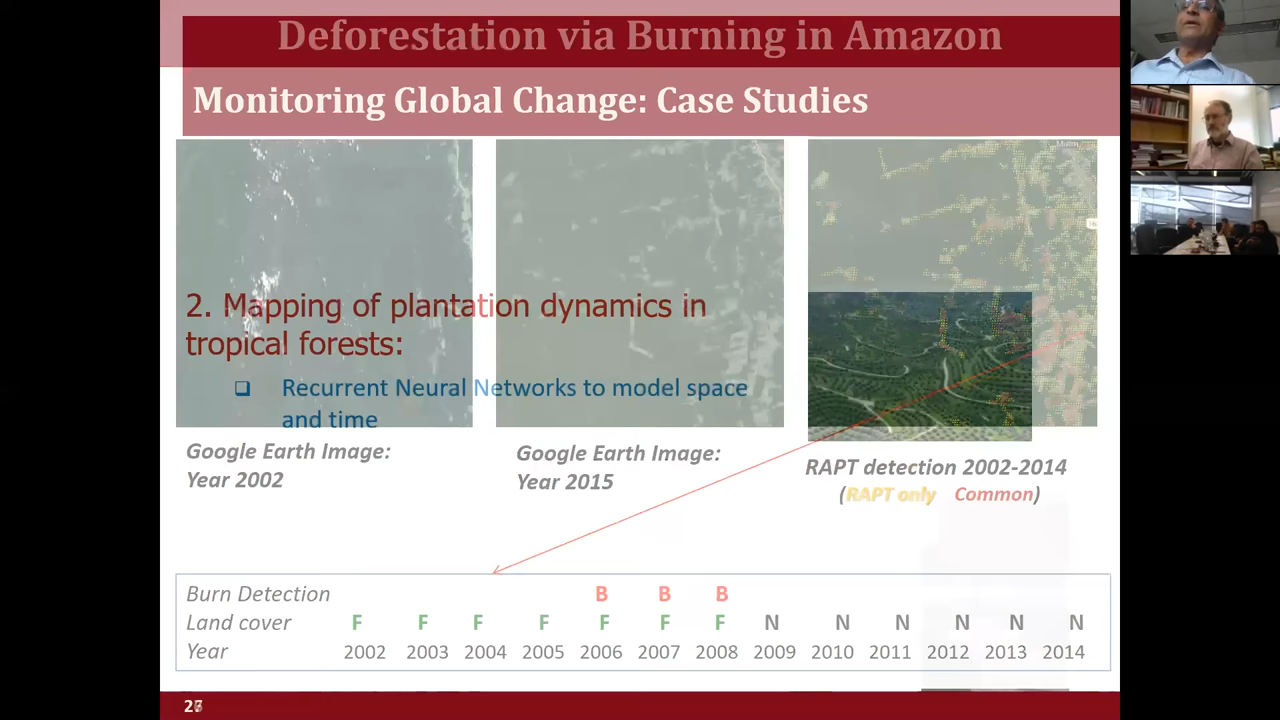 Deforestation via Burning in Amazon
Monitoring Global Change: Case Studies
2. Mapping of plantation dynamics in
tropical forests:
❑ Recurrent Neural Networks to model space
and time
Google Earth Image:
Year 2002
Google Earth Image:
Year 2015
RAPT detection 2002-2014
(RAPT only Common)
Burn Detection B B B
Land cover F F F F F F F N N N N N N
Year 2002 2003 2004 2005 2006 2007 2008 2009 2010 2011 2012 2013 2014